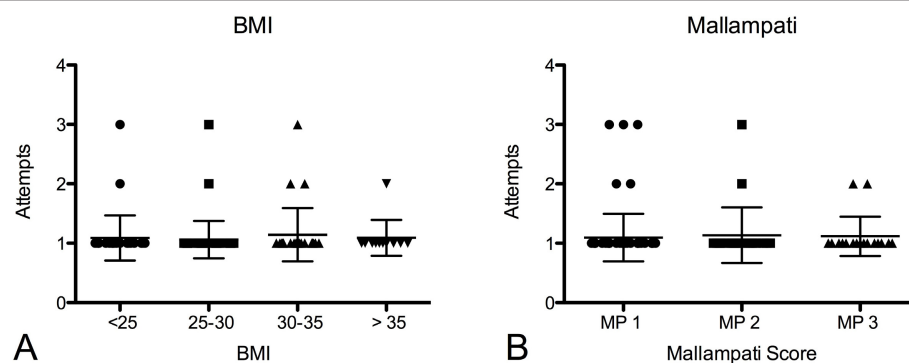 BMI
Attempts
4
3
2
1
0
<25 25-30 30-35 > 35
BMI
A
Mallampati
Attempts
4
3
2
1
0
MP 1 MP 2 MP 3
Mallampati Score
B